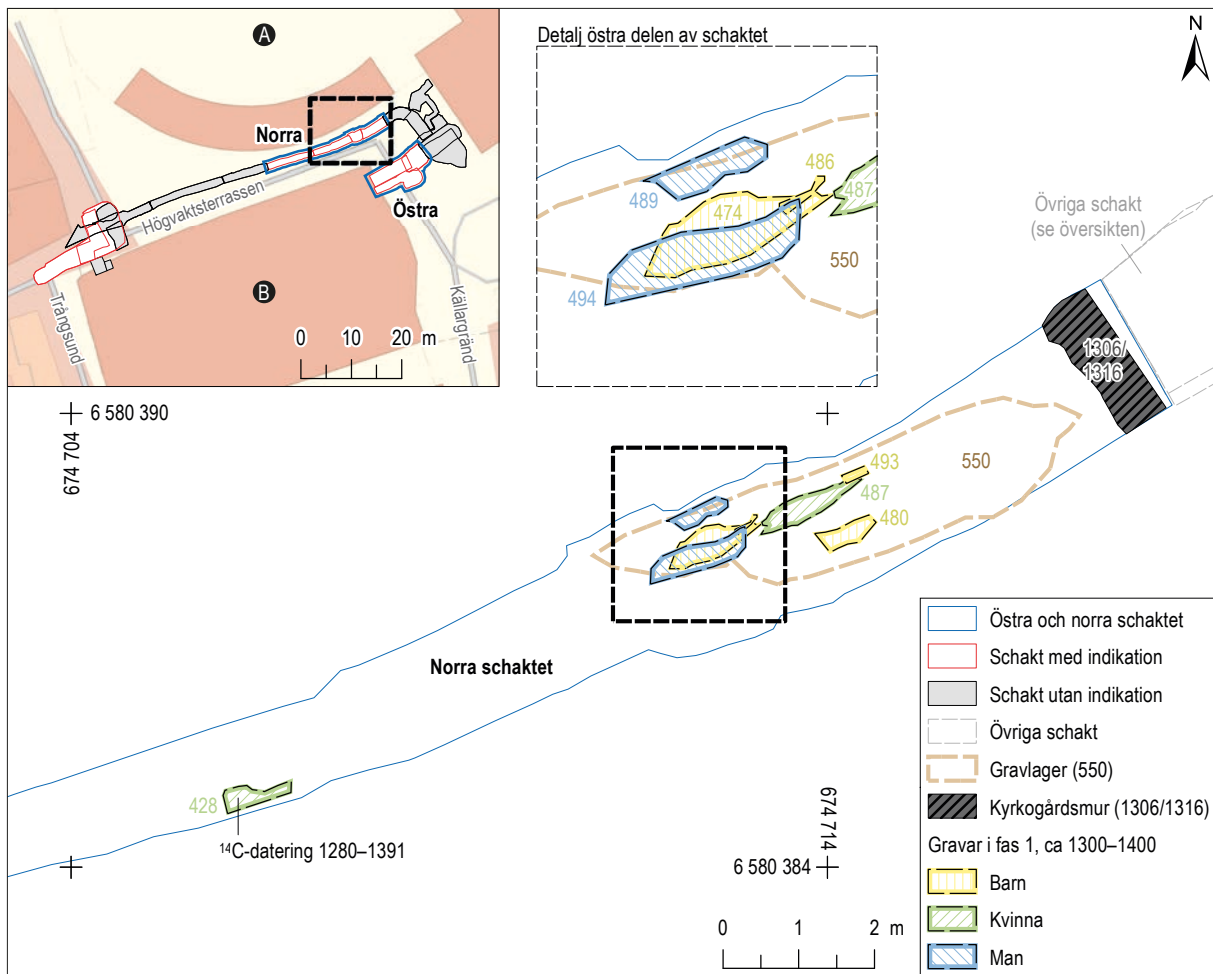 A
Norra
Högvaktsterrassen
Östra
B
Trångsund
Källargränd
0 10 20 m
Detalj östra delen av schaktet
486
487
489
474
550
494
N
Övriga schakt
(se översikten)
1306/
1316
6 580 390
674 704
493
550
487
480
Norra schaktet
428
14C-datering 1280–1391
674 714
6 580 384
0 1 2 m
Östra och norra schaktet
Schakt med indikation
Schakt utan indikation
Övriga schakt
Gravlager (550)
Kyrkogårdsmur (1306/1316)
Gravar i fas 1, ca 1300–1400
Barn
Kvinna
Man